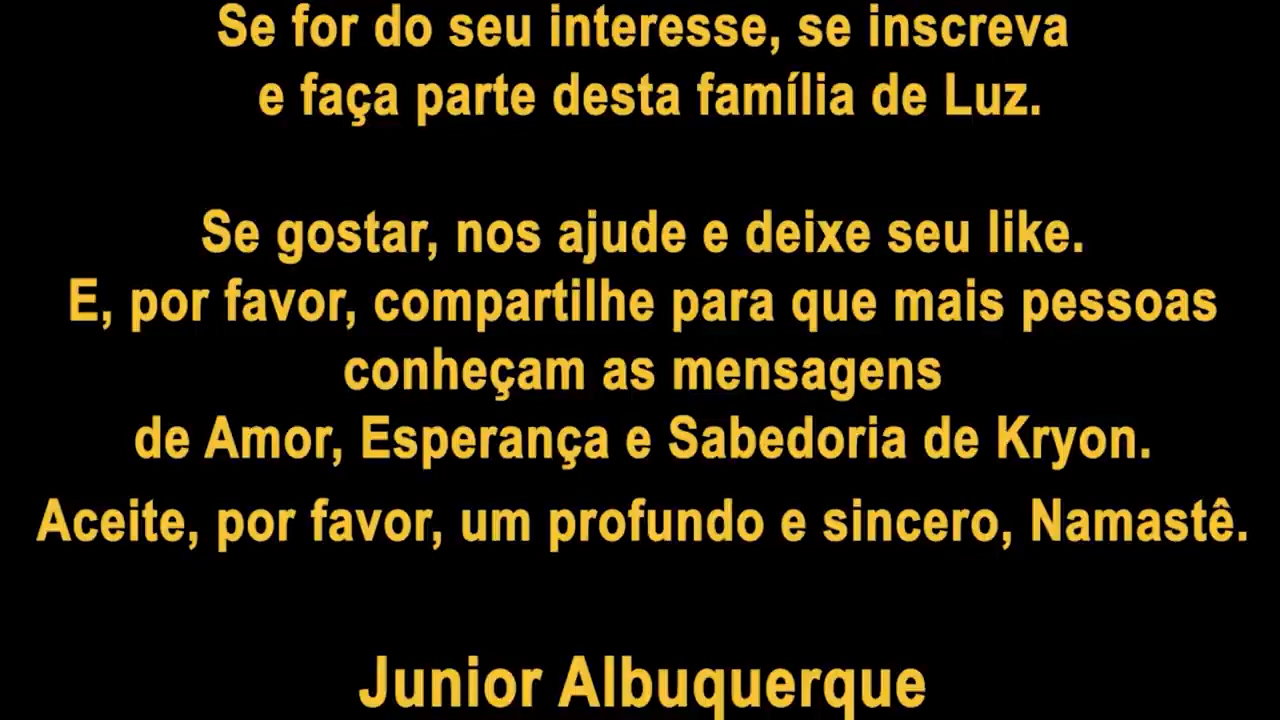 Se for do seu interesse, se inscreva
e faça parte desta família de Luz.
Se gostar, nos ajude e deixe seu like.
E, por favor, compartilhe para que mais pessoas
conheçam as mensagens
de Amor, Esperança e Sabedoria de Kryon.
Aceite, por favor, um profundo e sincero, Namastê.
Junior Albuquerque